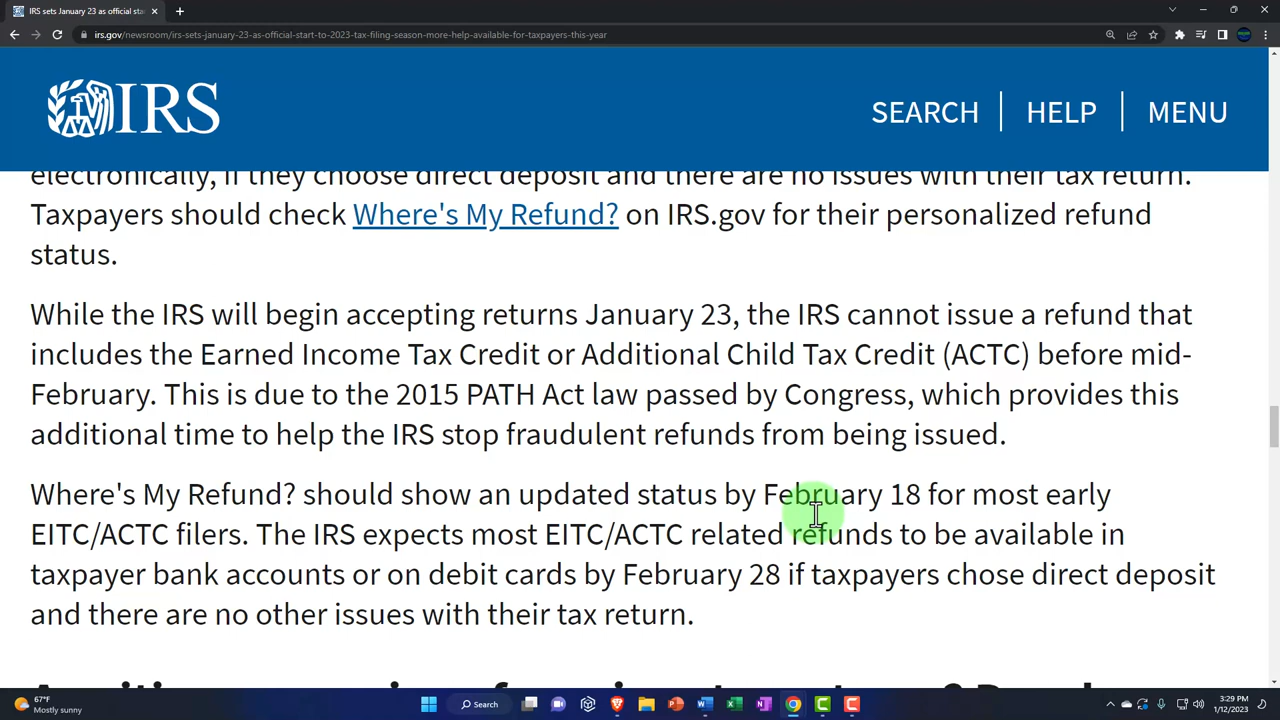 IRS sets January 23 as official sta
irs.gov/newsroom/irs-sets-january-23-as-official-start-to-2023-tax-filing-season-more-help-available-for-taxpayers-this-year
IRS
SEARCH
HELP
MENU
electronically, if they choose direct deposit and there are no issues with their tax return.
Taxpayers should check Where's My Refund? on IRS.gov for their personalized refund
status.
While the IRS will begin accepting returns January 23, the IRS cannot issue a refund that
includes the Earned Income Tax Credit or Additional Child Tax Credit (ACTC) before mid-
February. This is due to the 2015 PATH Act law passed by Congress, which provides this
additional time to help the IRS stop fraudulent refunds from being issued.
Where's My Refund? should show an updated status by February 18 for most early
EITC/ACTC filers. The IRS expects most EITC/ACTC related refunds to be available in
taxpayer bank accounts or on debit cards by February 28 if taxpayers chose direct deposit
and there are no other issues with their tax return.
67°F
Mostly sunny
Search
3:29 PM
1/12/2023